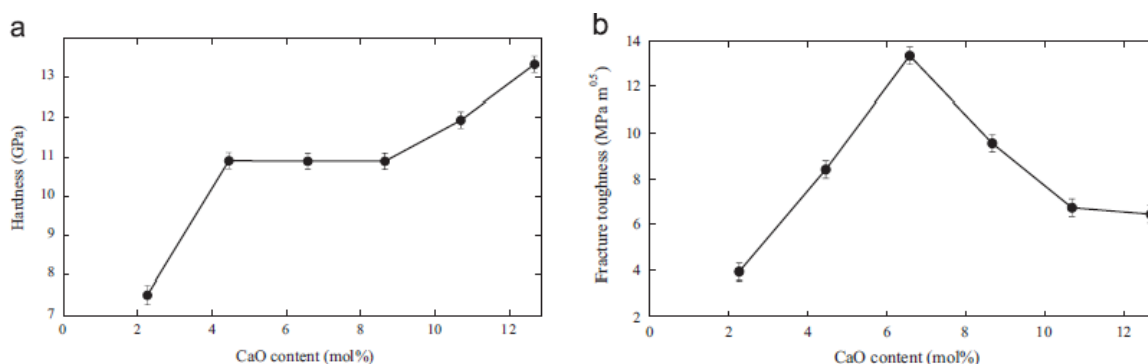 a
13
12
11
10
9
8
7
Hardness (GPa)
0 2 4 6 8 10 12
CaO content (mol%)
b
14
12
10
8
6
4
2
Fracture toughness (MPa m^0.5)
0 2 4 6 8 10 12
CaO content (mol%)